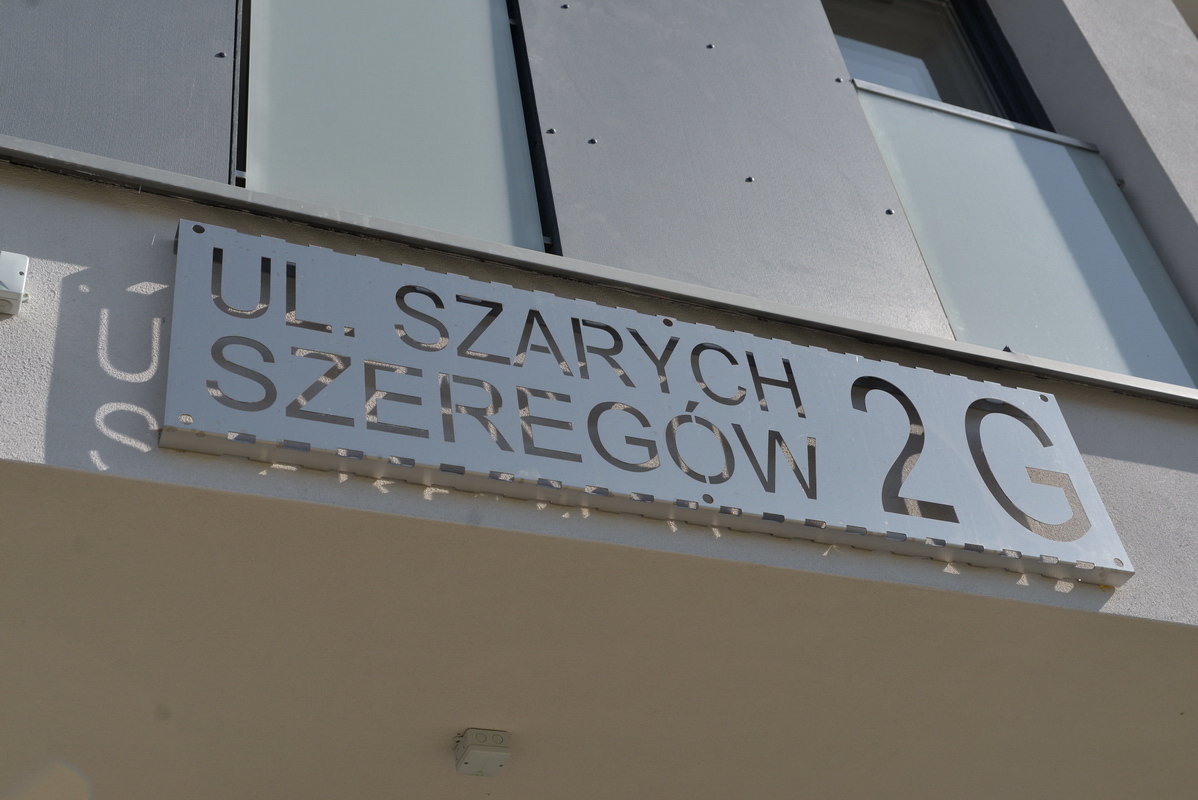 UL. SZARYCH
SZEREGÓW
2G